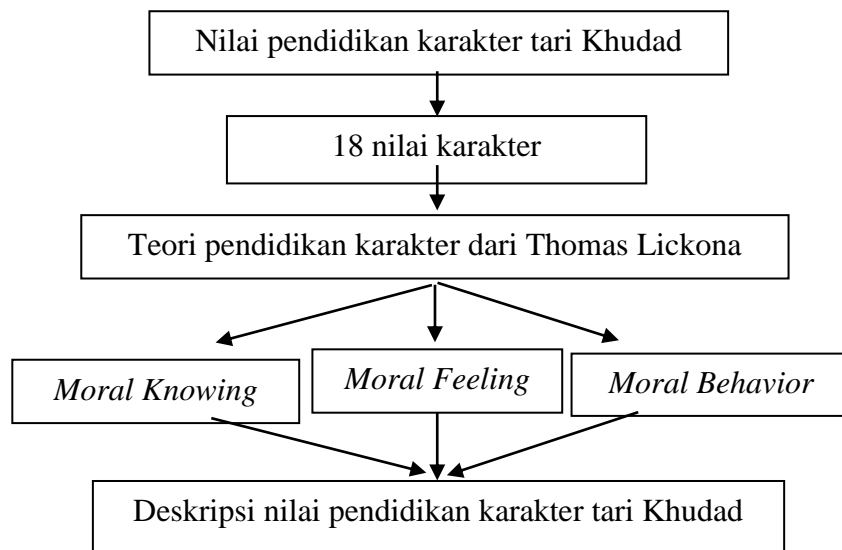 Nilai pendidikan karakter tari Khudad
18 nilai karakter
Teori pendidikan karakter dari Thomas Lickona
Moral Knowing
Moral Feeling
Moral Behavior
Deskripsi nilai pendidikan karakter tari Khudad